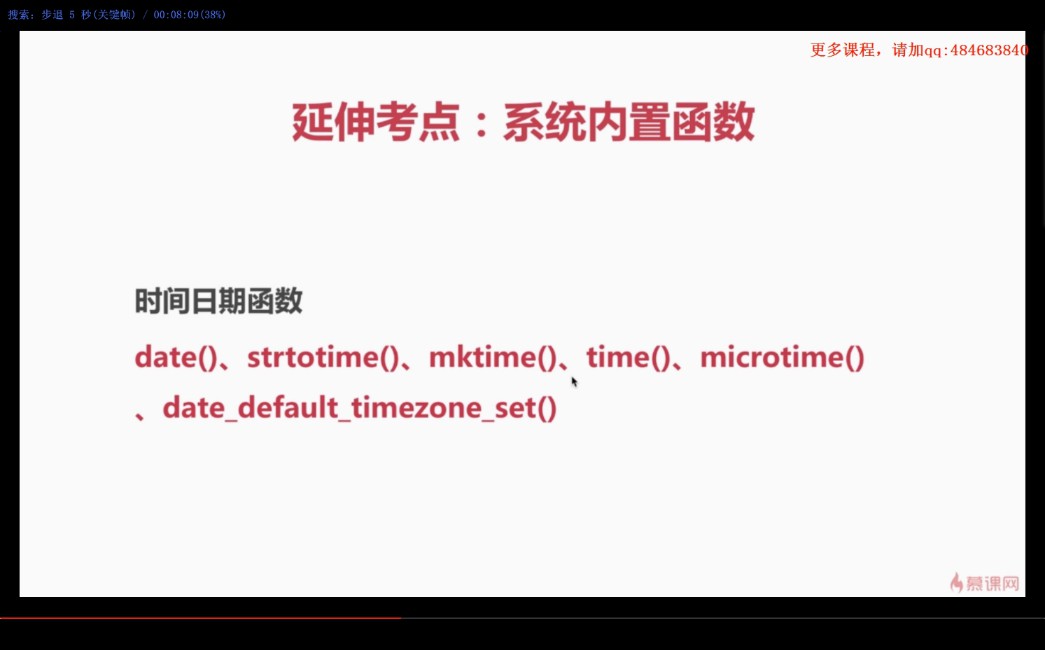 搜索: 步退 5 秒(关键帧) / 00:08:09(38%)
更多课程，请加qq:484683840
延伸考点：系统内置函数
时间日期函数
date()、strtotime()、mktime()、time()、microtime()
、date_default_timezone_set()
慕课网